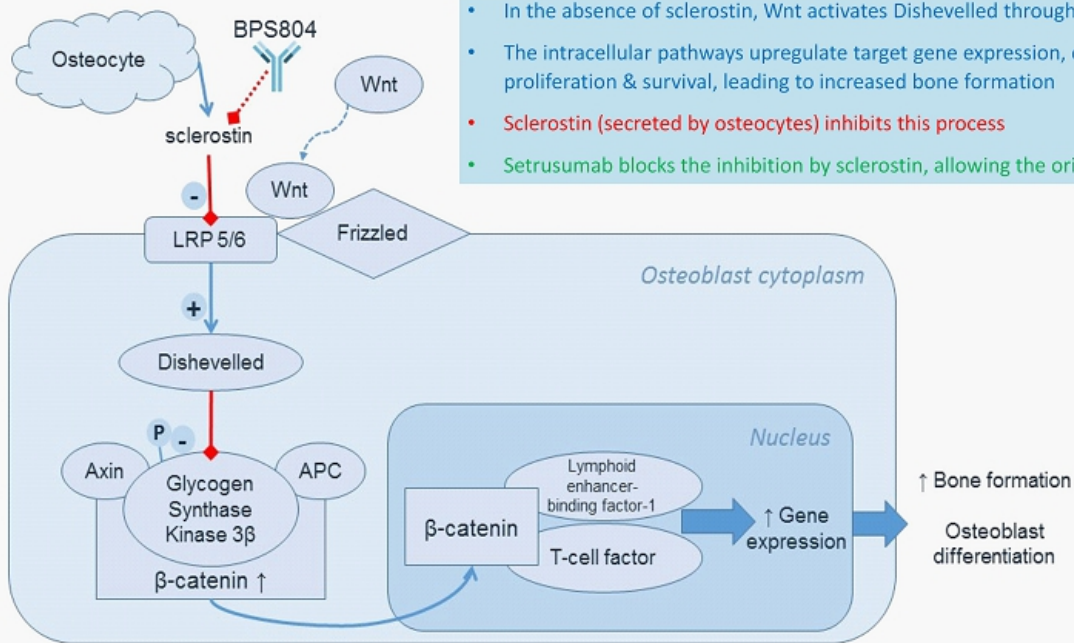 • In the absence of sclerostin, Wnt activates Dishevelled through
• The intracellular pathways upregulate target gene expression,
proliferation & survival, leading to increased bone formation
• Sclerostin (secreted by osteocytes) inhibits this process
• Setrusumab blocks the inhibition by sclerostin, allowing the
Osteocyte
BPS804
Wnt
sclerostin
Wnt
-
LRP 5/6
Frizzled
Osteoblast cytoplasm
+
Dishevelled
P
-
Axin
APC
Glycogen
Synthase
Kinase 3β
β-catenin ↑
Nucleus
Lymphoid
enhancer-
binding factor-1
β-catenin
T-cell factor
↑ Gene
expression
↑ Bone formation
Osteoblast
differentiation